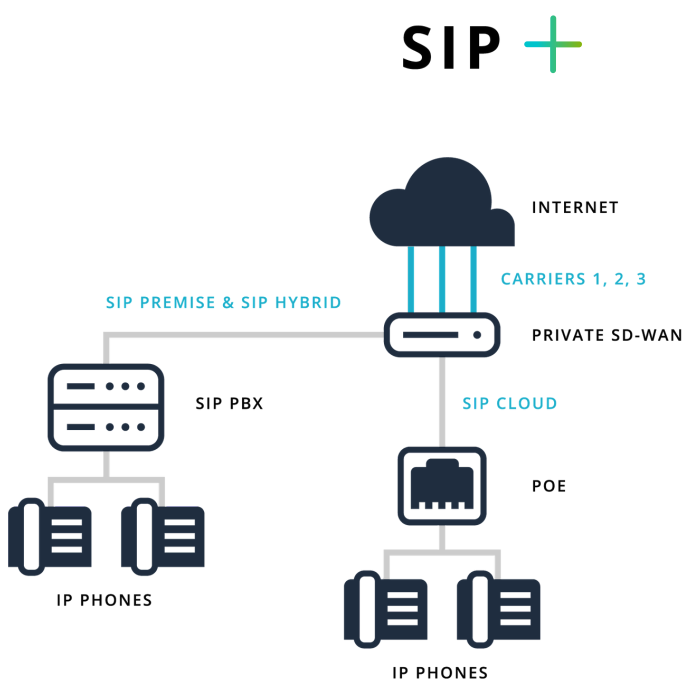 SIP
INTERNET
CARRIERS 1, 2, 3
SIP PREMISE & SIP HYBRID
PRIVATE SD-WAN
SIP PBX
SIP CLOUD
POE
IP PHONES
IP PHONES